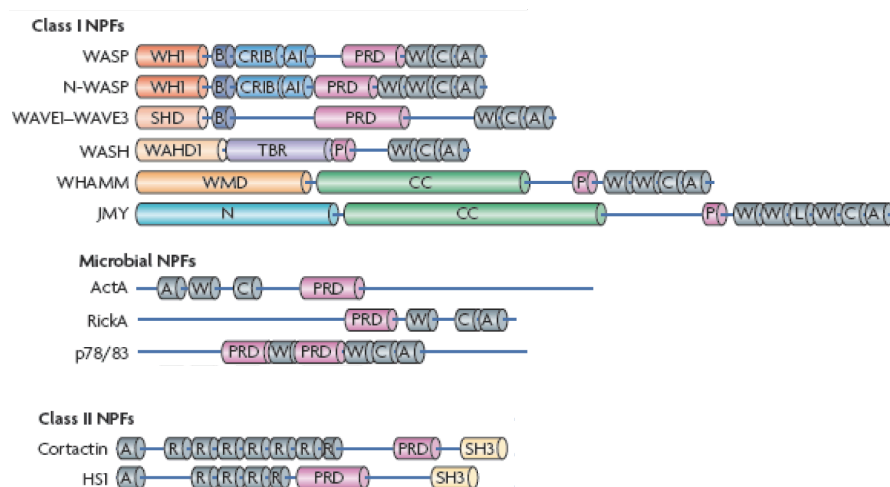 Class I NPFs
WASP WH1 B CRIB AI PRD W C A
N-WASP WH1 B CRIB AI PRD W W C A
WAVE1–WAVE3 SHD B PRD W C A
WASH WAHD1 TBR P W C A
WHAMM WMD CC P W W C A
JMY N CC P W W L W C A
Microbial NPFs
ActA A W C PRD
RickA PRD W C A
p78/83 PRD W PRD W C A
Class II NPFs
Cortactin A R R R R R R R PRD SH3
HS1 A R R R R PRD SH3